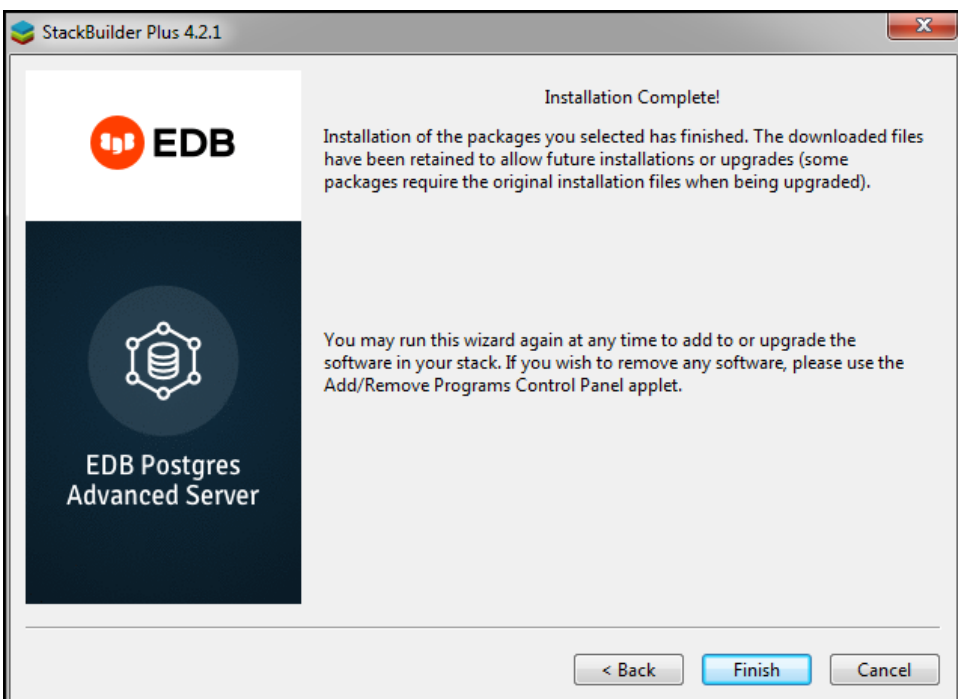 StackBuilder Plus 4.2.1
EDB
EDB Postgres
Advanced Server
Installation Complete!
Installation of the packages you selected has finished. The downloaded files
have been retained to allow future installations or upgrades (some
packages require the original installation files when being upgraded).
You may run this wizard again at any time to add to or upgrade the
software in your stack. If you wish to remove any software, please use the
Add/Remove Programs Control Panel applet.
< Back
Finish
Cancel